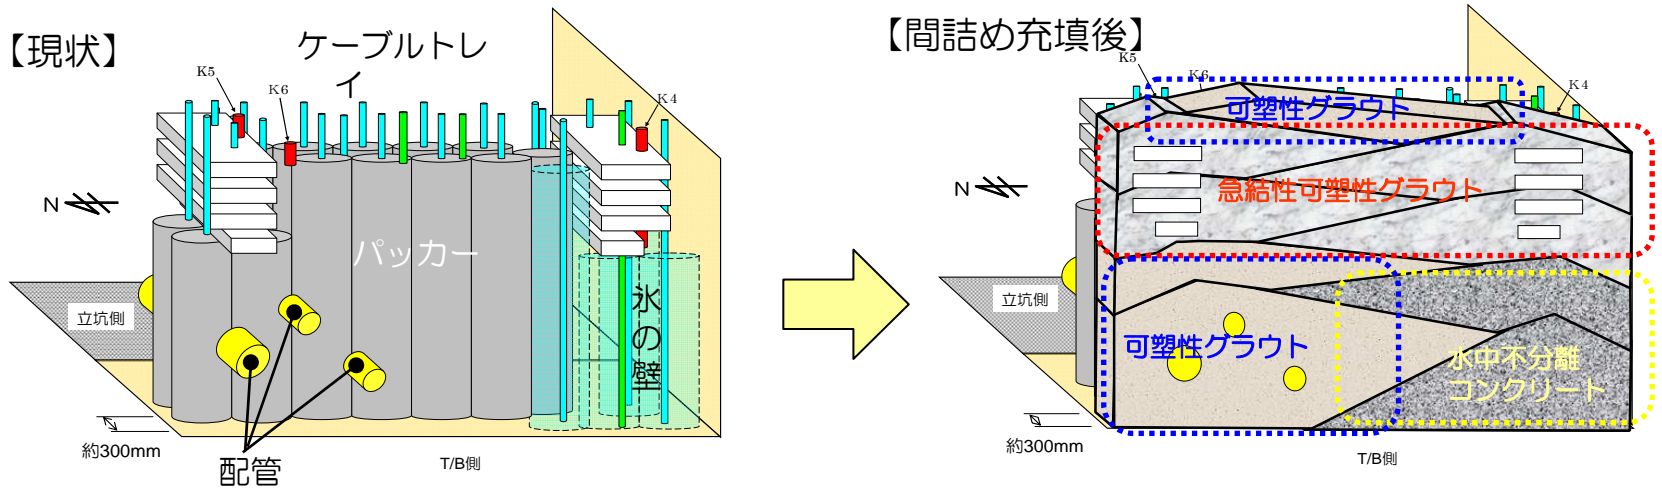 【現状】
ケーブルトレ
イ
K5
K6
K4
N
パッカー
氷の壁
立坑側
約300mm
配管
T/B側
【間詰め充填後】
K5
K6
K4
可塑性グラウト
急結性可塑性グラウト
N
立坑側
可塑性グラウト
水中不分離
コンクリート
約300mm
T/B側